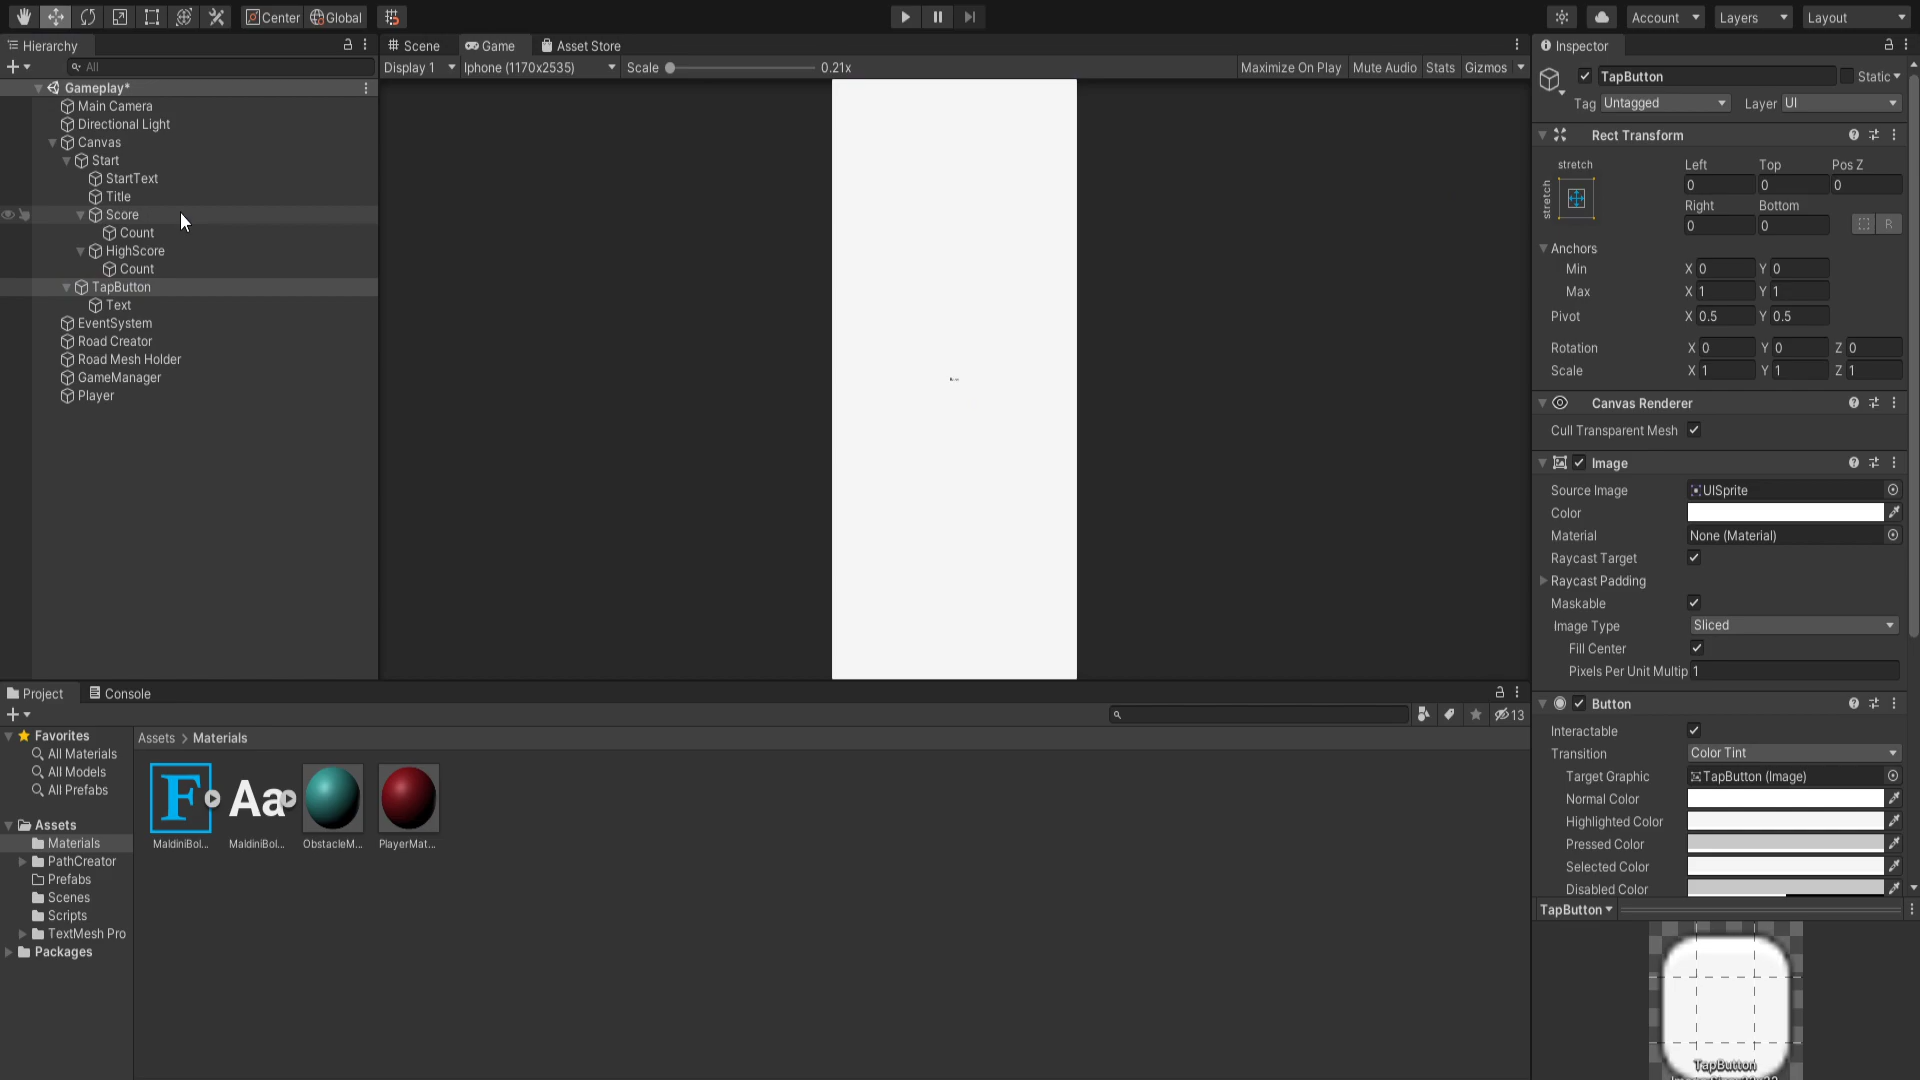 Center Global
Account Layers Layout
Hierarchy
Scene Game Asset Store
Inspector
All
Display 1 Iphone (1170x2535) Scale 0.21x Maximize On Play Mute Audio Stats Gizmos
Gameplay*
Main Camera
Directional Light
Canvas
Start
StartText
Title
Score
Count
HighScore
Count
TapButton
Text
EventSystem
Road Creator
Road Mesh Holder
GameManager
Player
TapButton Static
Tag Untagged Layer UI
Rect Transform
stretch Left Top Pos Z
stretch 0 0 0
Right Bottom
0 0 R
Anchors
Min X 0 Y 0
Max X 1 Y 1
Pivot X 0.5 Y 0.5
Rotation X 0 Y 0 Z 0
Scale X 1 Y 1 Z 1
Canvas Renderer
Cull Transparent Mesh
Image
Source Image UISprite
Color
Material None (Material)
Raycast Target
Raycast Padding
Maskable
Image Type Sliced
Fill Center
Pixels Per Unit Multip 1
Button
Interactable
Transition Color Tint
Target Graphic TapButton (Image)
Normal Color
Highlighted Color
Pressed Color
Selected Color
Disabled Color
TapButton
TapButton
Project Console
13
Favorites
All Materials
All Models
All Prefabs
Assets
Materials
PathCreator
Prefabs
Scenes
Scripts
TextMesh Pro
Packages
Assets > Materials
F Aa
MaldiniBol... MaldiniBol... ObstacleM... PlayerMat...